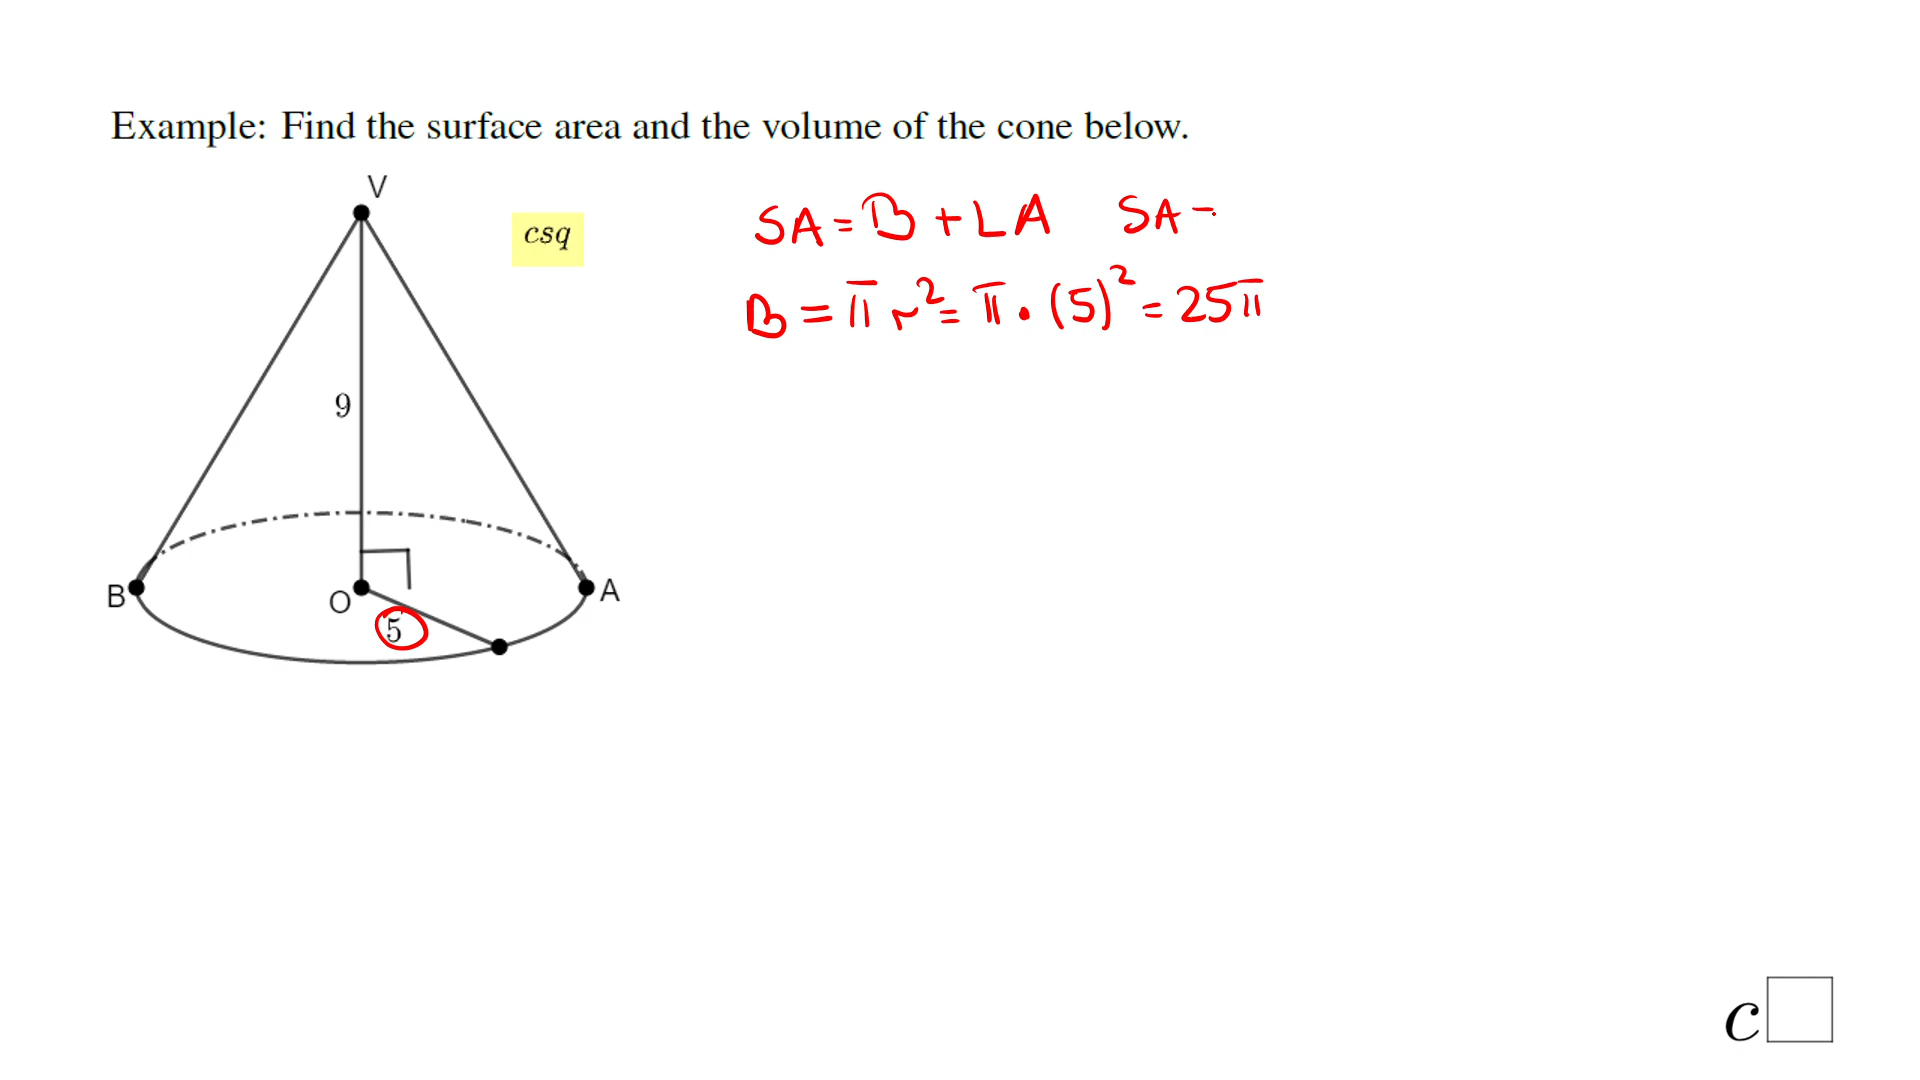 Example: Find the surface area and the volume of the cone below.
V
csq
SA = B + LA SA -
B = πr² = π • (5)² = 25π
9
B
O
A
5
c